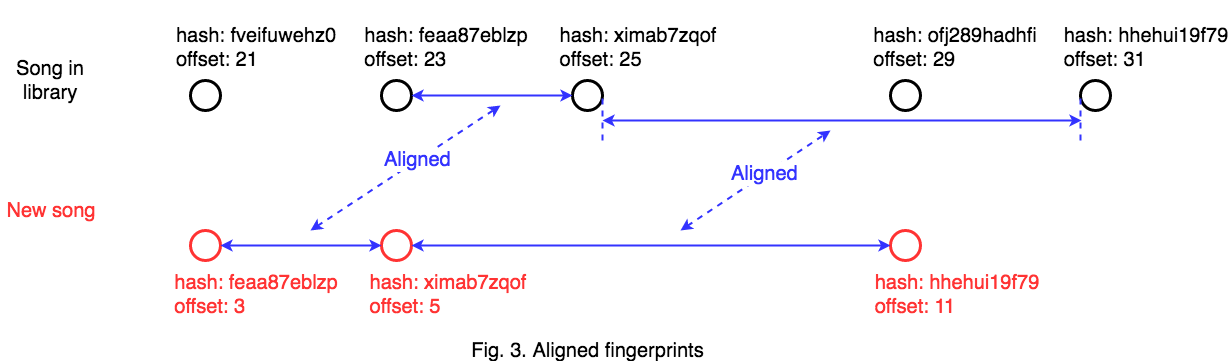 hash: fveifuwehz0
offset: 21
hash: feaa87eblzp
offset: 23
hash: ximab7zqof
offset: 25
hash: ofj289hadhfi
offset: 29
hash: hhehui19f79
offset: 31
Song in
library
Aligned
Aligned
New song
hash: feaa87eblzp
offset: 3
hash: ximab7zqof
offset: 5
hash: hhehui19f79
offset: 11
Fig. 3. Aligned fingerprints